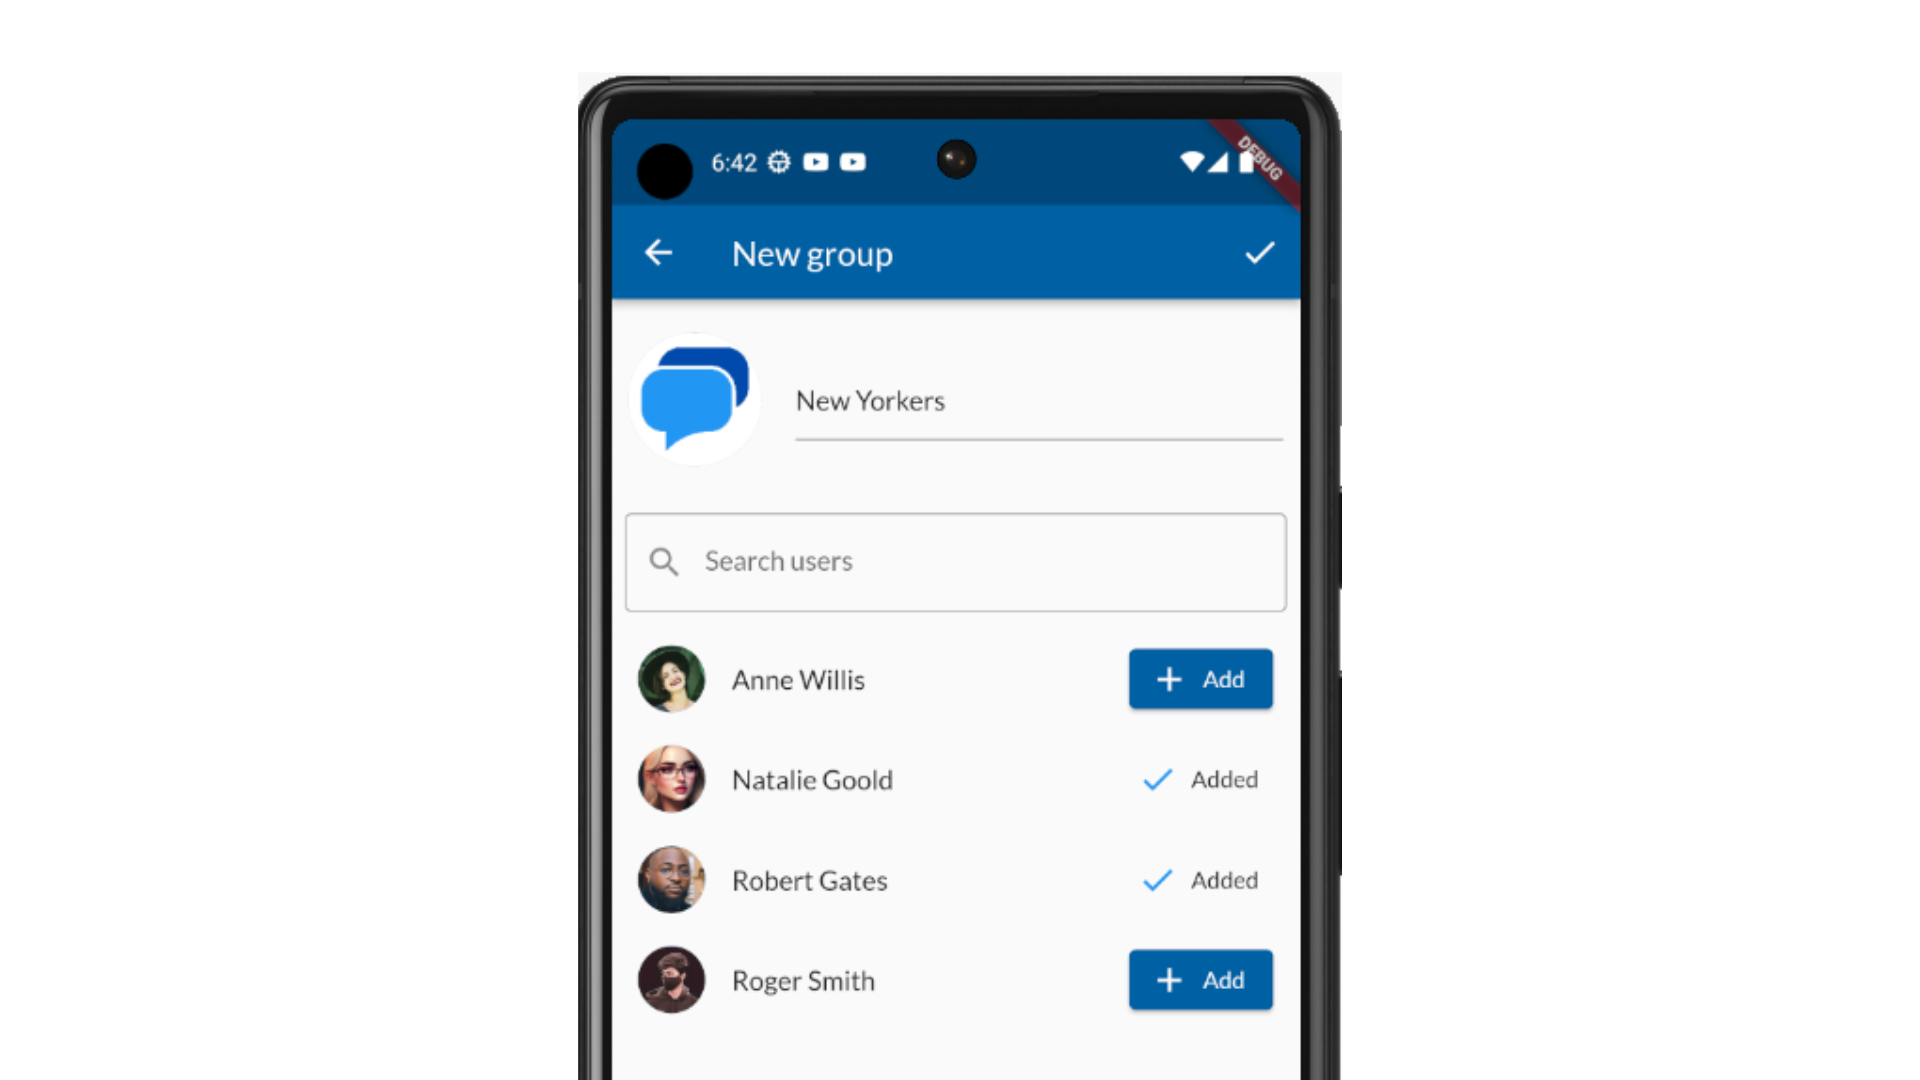 6:42
DEBUG
New group
New Yorkers
Search users
Anne Willis
Add
Natalie Goold
Added
Robert Gates
Added
Roger Smith
Add